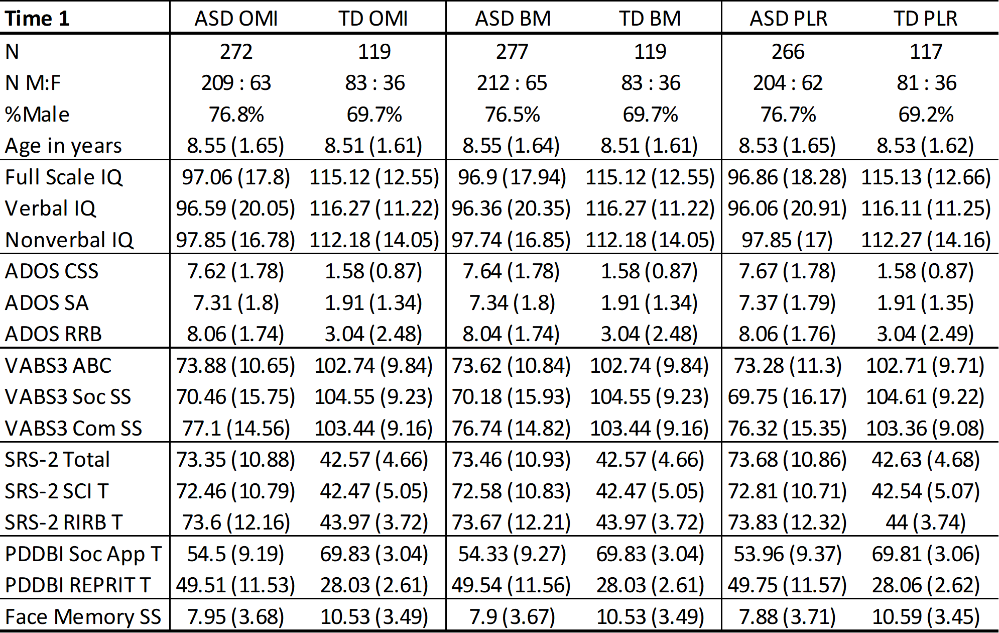 Time 1 ASD OMI TD OMI ASD BM TD BM ASD PLR TD PLR
N 272 119 277 119 266 117
N M:F 209 : 63 83 : 36 212 : 65 83 : 36 204 : 62 81 : 36
%Male 76.8% 69.7% 76.5% 69.7% 76.7% 69.2%
Age in years 8.55 (1.65) 8.51 (1.61) 8.55 (1.64) 8.51 (1.61) 8.53 (1.65) 8.53 (1.62)
Full Scale IQ 97.06 (17.8) 115.12 (12.55) 96.9 (17.94) 115.12 (12.55) 96.86 (18.28) 115.13 (12.66)
Verbal IQ 96.59 (20.05) 116.27 (11.22) 96.36 (20.35) 116.27 (11.22) 96.06 (20.91) 116.11 (11.25)
Nonverbal IQ 97.85 (16.78) 112.18 (14.05) 97.74 (16.85) 112.18 (14.05) 97.85 (17) 112.27 (14.16)
ADOS CSS 7.62 (1.78) 1.58 (0.87) 7.64 (1.78) 1.58 (0.87) 7.67 (1.78) 1.58 (0.87)
ADOS SA 7.31 (1.8) 1.91 (1.34) 7.34 (1.8) 1.91 (1.34) 7.37 (1.79) 1.91 (1.35)
ADOS RRB 8.06 (1.74) 3.04 (2.48) 8.04 (1.74) 3.04 (2.48) 8.06 (1.76) 3.04 (2.49)
VABS3 ABC 73.88 (10.65) 102.74 (9.84) 73.62 (10.84) 102.74 (9.84) 73.28 (11.3) 102.71 (9.71)
VABS3 Soc SS 70.46 (15.75) 104.55 (9.23) 70.18 (15.93) 104.55 (9.23) 69.75 (16.17) 104.61 (9.22)
VABS3 Com SS 77.1 (14.56) 103.44 (9.16) 76.74 (14.82) 103.44 (9.16) 76.32 (15.35) 103.36 (9.08)
SRS-2 Total 73.35 (10.88) 42.57 (4.66) 73.46 (10.93) 42.57 (4.66) 73.68 (10.86) 42.63 (4.68)
SRS-2 SCI T 72.46 (10.79) 42.47 (5.05) 72.58 (10.83) 42.47 (5.05) 72.81 (10.71) 42.54 (5.07)
SRS-2 RIRB T 73.6 (12.16) 43.97 (3.72) 73.67 (12.21) 43.97 (3.72) 73.83 (12.32) 44 (3.74)
PDDBI Soc App T 54.5 (9.19) 69.83 (3.04) 54.33 (9.27) 69.83 (3.04) 53.96 (9.37) 69.81 (3.06)
PDDBI REPRIT T 49.51 (11.53) 28.03 (2.61) 49.54 (11.56) 28.03 (2.61) 49.75 (11.57) 28.06 (2.62)
Face Memory SS 7.95 (3.68) 10.53 (3.49) 7.9 (3.67) 10.53 (3.49) 7.88 (3.71) 10.59 (3.45)